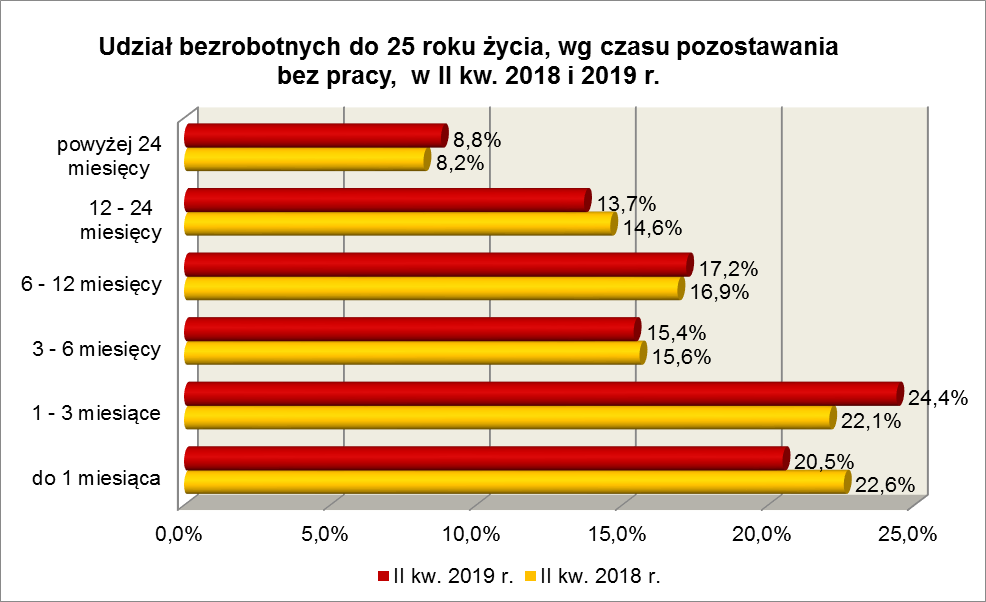 Udział bezrobotnych do 25 roku życia, wg czasu pozostawania
bez pracy, w II kw. 2018 i 2019 r.
powyżej 24
miesięcy
8,8%
8,2%
12 - 24
miesięcy
13,7%
14,6%
6 - 12 miesięcy
17,2%
16,9%
3 - 6 miesięcy
15,4%
15,6%
1 - 3 miesiące
24,4%
22,1%
do 1 miesiąca
20,5%
22,6%
0,0% 5,0% 10,0% 15,0% 20,0% 25,0%
II kw. 2019 r. II kw. 2018 r.